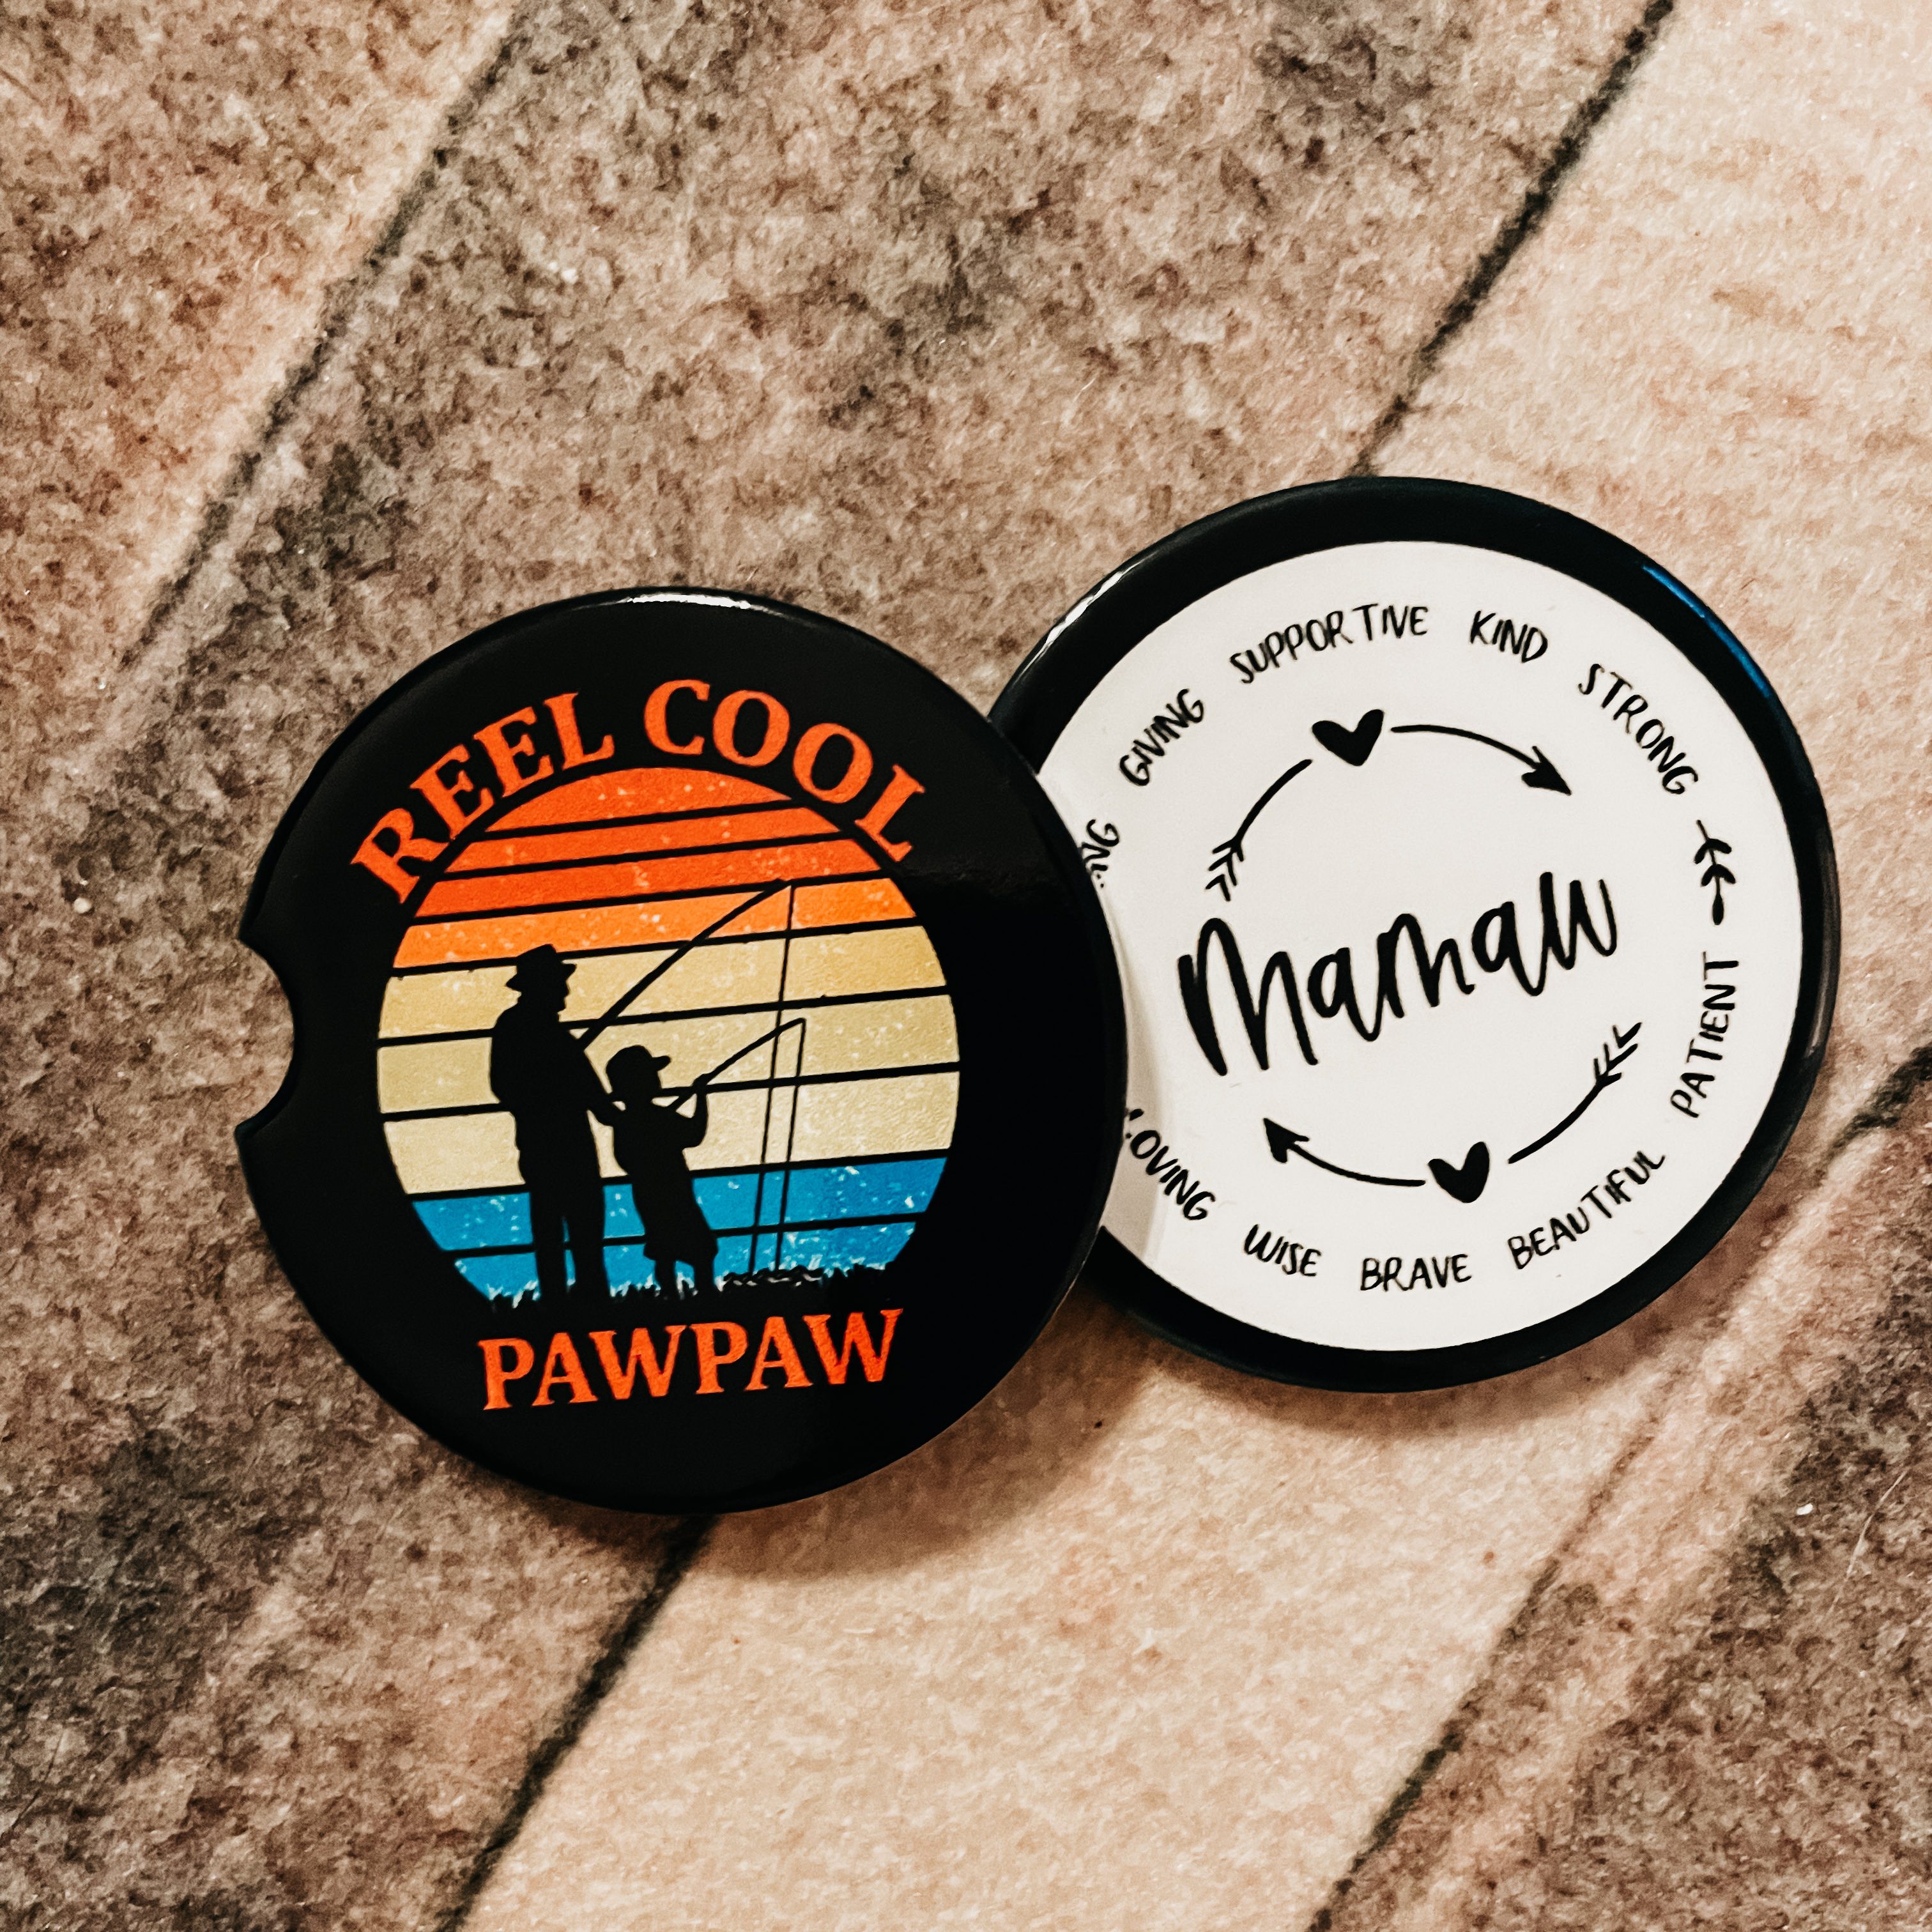 REEL COOL
PAWPAW
GIVING SUPPORTIVE KIND STRONG
Mamaw
PATIENT
BEAUTIFUL
BRAVE
WISE
LOVING